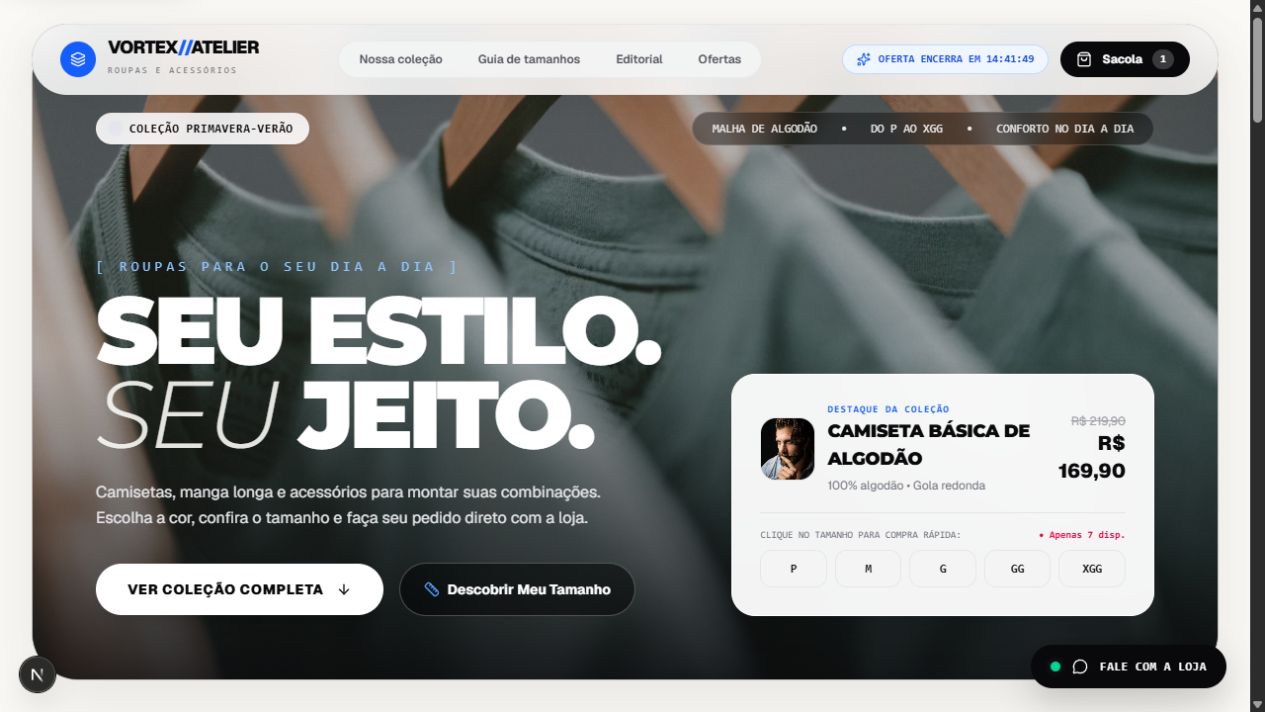 VORTEX//ATELIER
ROUPAS E ACESSÓRIOS
Nossa coleção
Guia de tamanhos
Editorial
Ofertas
OFERTA ENCERRA EM 14:41:49
Sacola 1
COLEÇÃO PRIMAVERA-VERÃO
MALHA DE ALGODÃO • DO P AO XGG • CONFORTO NO DIA A DIA
[ ROUPAS PARA O SEU DIA A DIA ]
SEU ESTILO.
SEU JEITO.
Camisetas, manga longa e acessórios para montar suas combinações.
Escolha a cor, confira o tamanho e faça seu pedido direto com a loja.
VER COLEÇÃO COMPLETA ↓
Descobrir Meu Tamanho
DESTAQUE DA COLEÇÃO
CAMISETA BÁSICA DE
ALGODÃO
100% algodão • Gola redonda
R$ 219,90
R$
169,90
CLIQUE NO TAMANHO PARA COMPRA RÁPIDA:
• Apenas 7 disp.
P
M
G
GG
XGG
N
FALE COM A LOJA